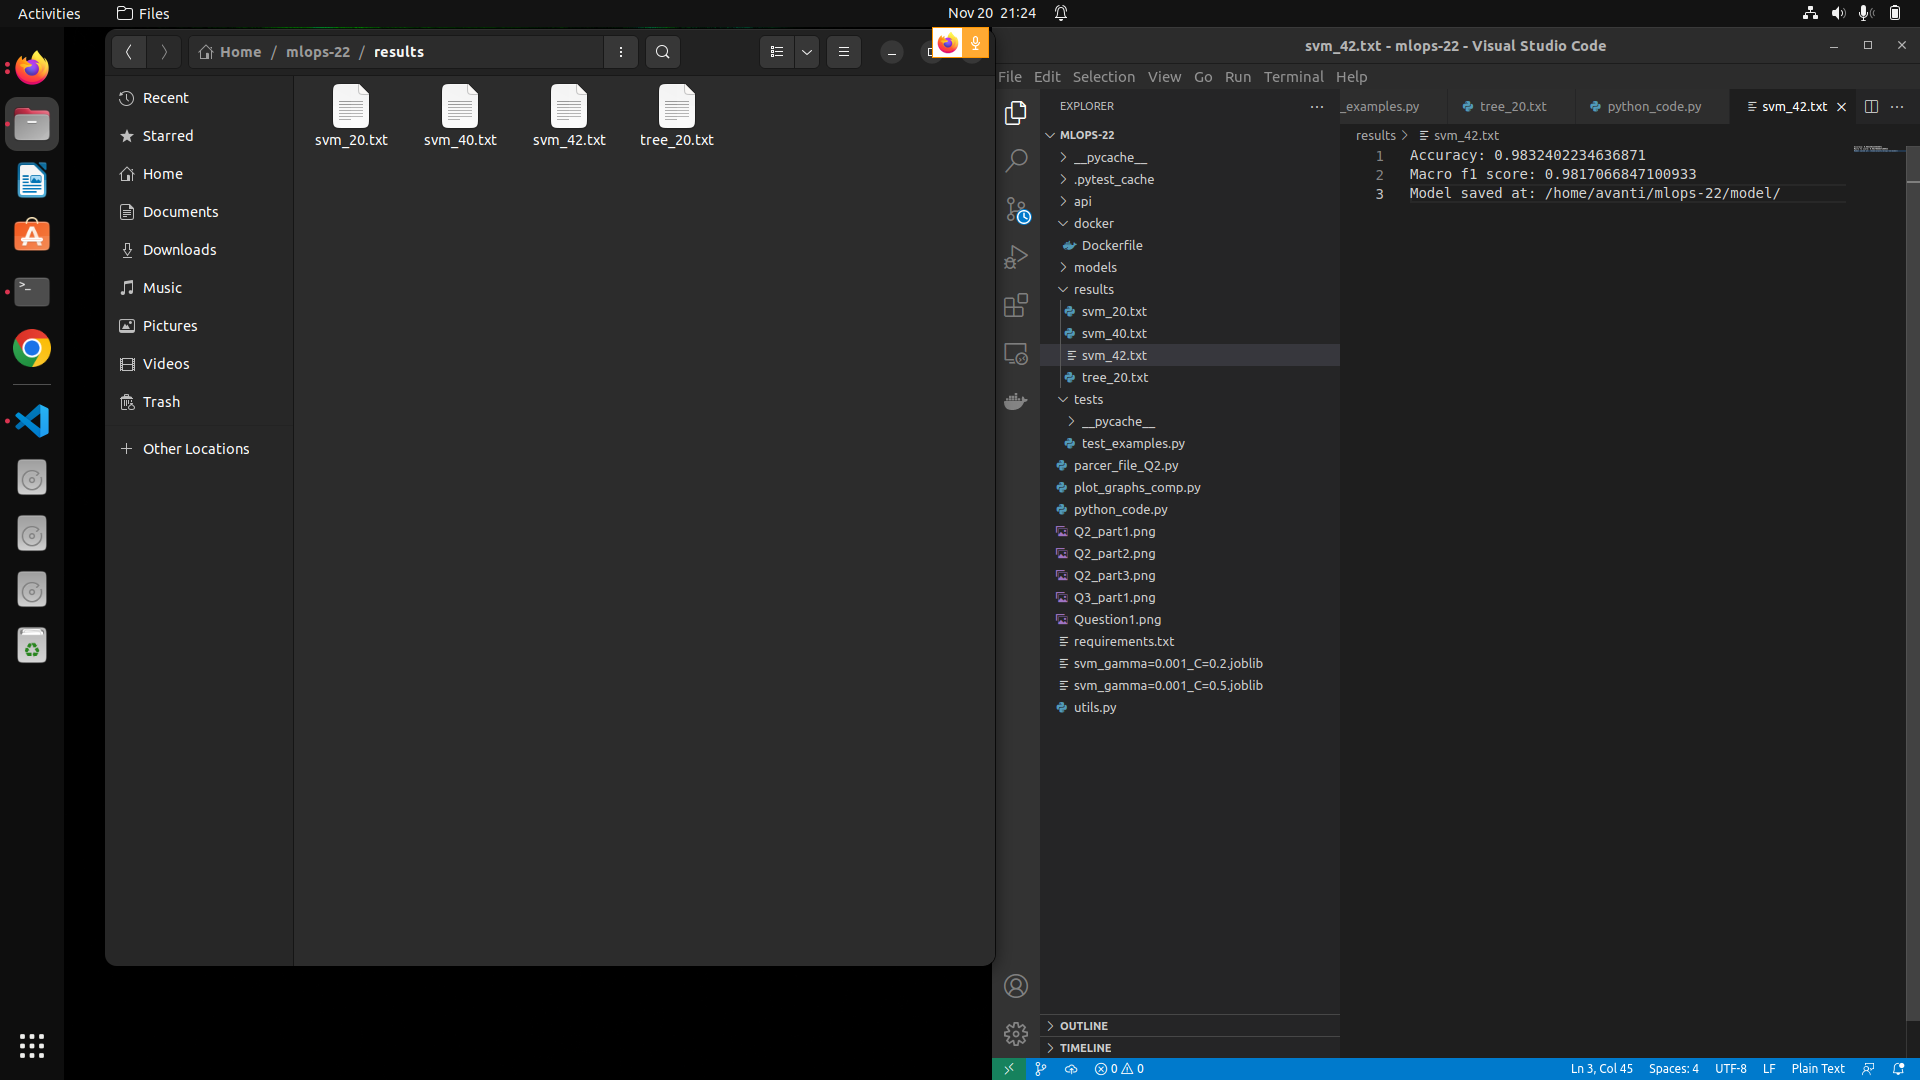 Activities
Files
Nov 20 21:24
Home / mlops-22 / results
Recent
Starred
Home
Documents
Downloads
Music
Pictures
Videos
Trash
Other Locations
svm_20.txt
svm_40.txt
svm_42.txt
tree_20.txt
svm_42.txt - mlops-22 - Visual Studio Code
File Edit Selection View Go Run Terminal Help
EXPLORER
MLOPS-22
__pycache__
.pytest_cache
api
docker
Dockerfile
models
results
svm_20.txt
svm_40.txt
svm_42.txt
tree_20.txt
tests
__pycache__
test_examples.py
parcer_file_Q2.py
plot_graphs_comp.py
python_code.py
Q2_part1.png
Q2_part2.png
Q2_part3.png
Q3_part1.png
Question1.png
requirements.txt
svm_gamma=0.001_C=0.2.joblib
svm_gamma=0.001_C=0.5.joblib
utils.py
OUTLINE
TIMELINE
_examples.py
tree_20.txt
python_code.py
svm_42.txt
results > svm_42.txt
1 Accuracy: 0.9832402234636871
2 Macro f1 score: 0.9817066847100933
3 Model saved at: /home/avanti/mlops-22/model/
0 0
Ln 3, Col 45
Spaces: 4
UTF-8
LF
Plain Text